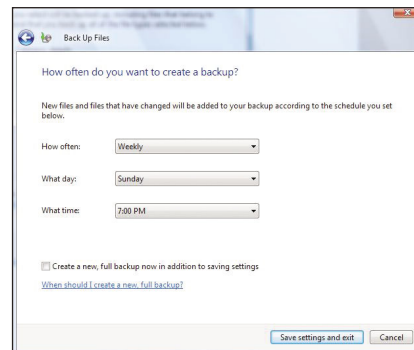 Back Up Files
How often do you want to create a backup?
New files and files that have changed will be added to your backup according to the schedule you set
below.
How often: Weekly
What day: Sunday
What time: 7:00 PM
Create a new, full backup now in addition to saving settings
When should I create a new, full backup?
Save settings and exit Cancel